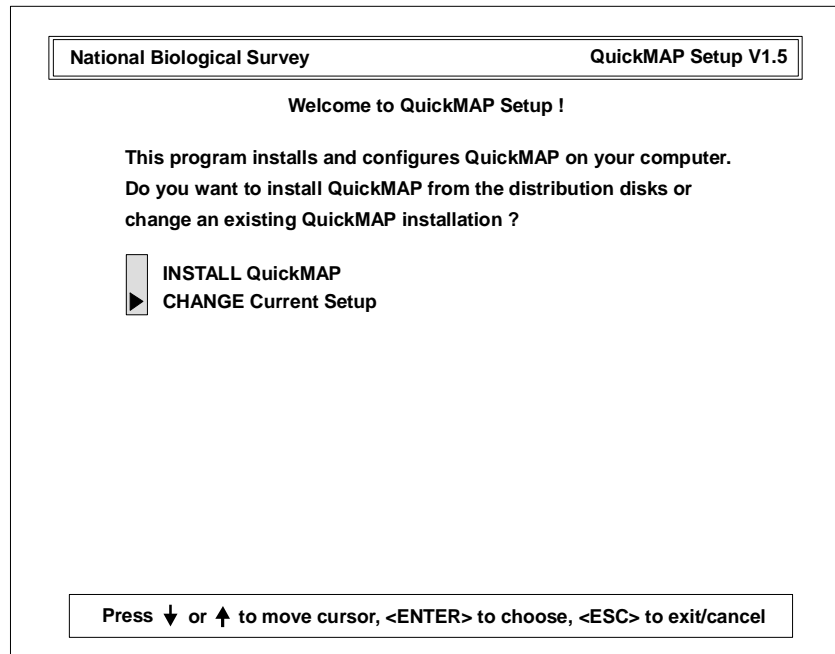 National Biological Survey QuickMAP Setup V1.5
Welcome to QuickMAP Setup !
This program installs and configures QuickMAP on your computer.
Do you want to install QuickMAP from the distribution disks or
change an existing QuickMAP installation ?
INSTALL QuickMAP
CHANGE Current Setup
Press ↓ or ↑ to move cursor, <ENTER> to choose, <ESC> to exit/cancel